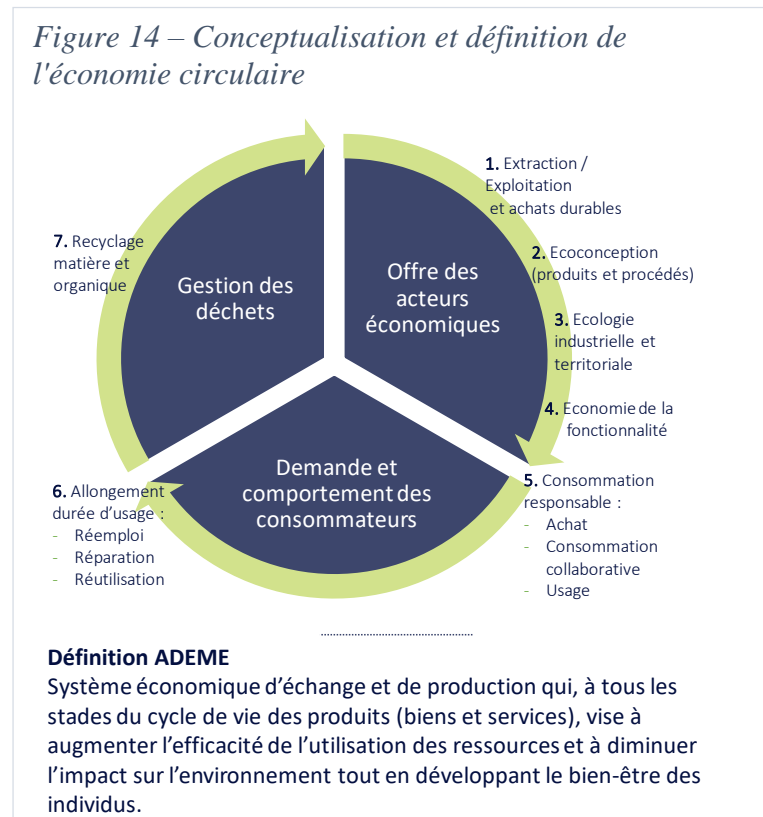 Figure 14 – Conceptualisation et définition de
l'économie circulaire
1. Extraction /
Exploitation
et achats durables
2. Ecoconception
(produits et procédés)
3. Ecologie
industrielle et
territoriale
4. Economie de la
fonctionnalité
Offre des
acteurs
économiques
5. Consommation
responsable :
- Achat
- Consommation
collaborative
- Usage
Demande et
comportement des
consommateurs
6. Allongement
durée d'usage :
- Réemploi
- Réparation
- Réutilisation
7. Recyclage
matière et
organique
Gestion des
déchets
Définition ADEME
Système économique d'échange et de production qui, à tous les
stades du cycle de vie des produits (biens et services), vise à
augmenter l'efficacité de l'utilisation des ressources et à diminuer
l'impact sur l'environnement tout en développant le bien-être des
individus.